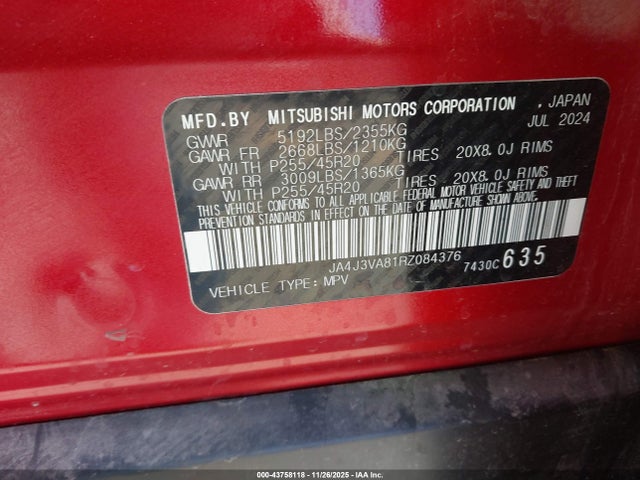 MFD.BY MITSUBISHI MOTORS CORPORATION . JAPAN
JUL 2024
GVWR 5192LBS/2355KG
GAWR FR 2668LBS/1210KG
WITH P255/45R20 TIRES 20X8.0J RIMS
GAWR RR 3009LBS/1365KG
WITH P255/45R20 TIRES 20X8.0J RIMS
THIS VEHICLE CONFORMS TO ALL APPLICABLE FEDERAL MOTOR VEHICLE SAFETY AND THEFT
PREVENTION STANDARDS IN EFFECT ON THE DATE OF MANUFACTURE SHOWN ABOVE.
JA4J3VA81RZ084376
7430C 635
VEHICLE TYPE: MPV
000-43758118 — 11/26/2025 — IAA Inc.